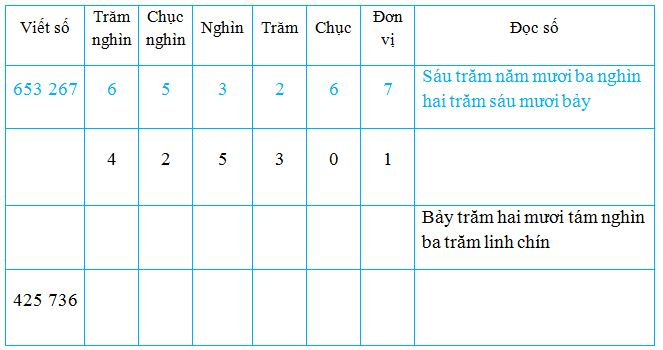 Viết số Trăm nghìn Chục nghìn Nghìn Trăm Chục Đơn vị Đọc số
653 267 6 5 3 2 6 7 Sáu trăm năm mươi ba nghìn
hai trăm sáu mươi bảy
4 2 5 3 0 1
Bảy trăm hai mươi tám nghìn
ba trăm linh chín
425 736